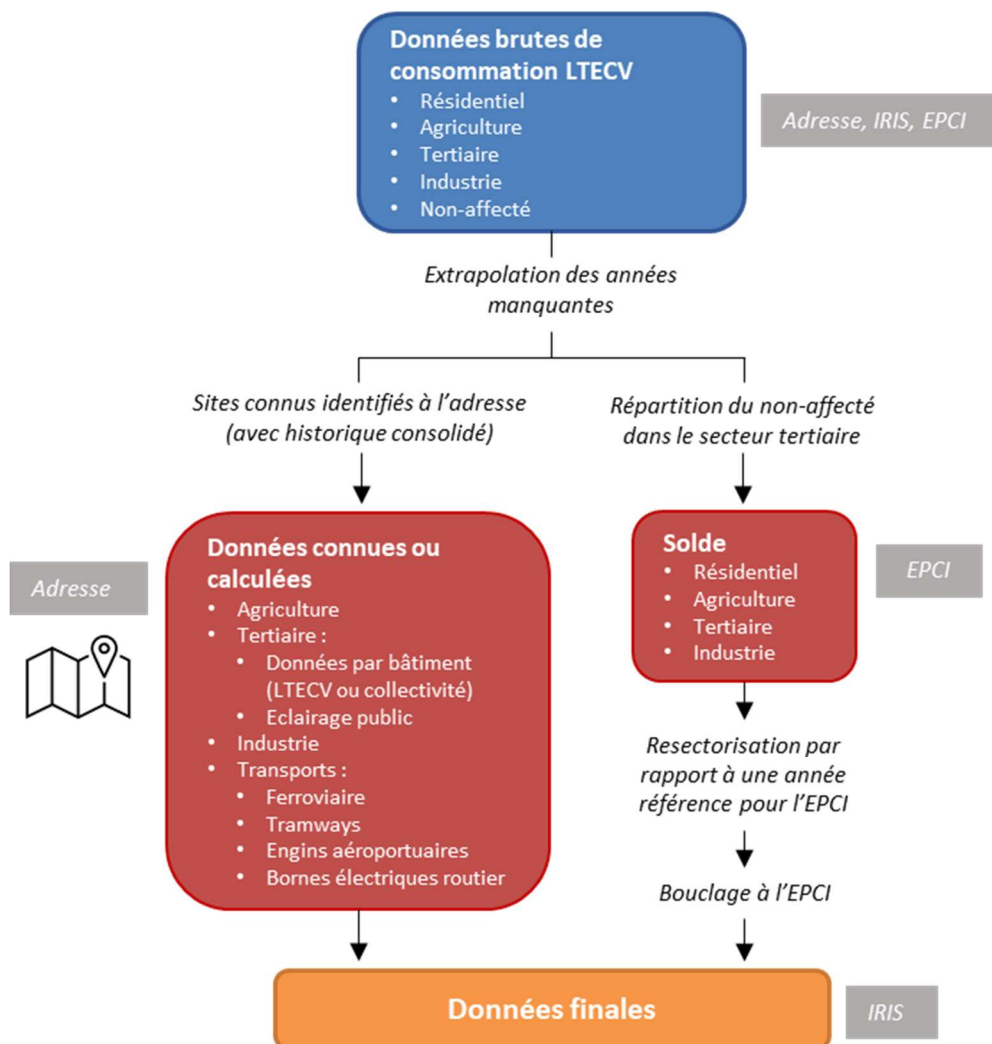 Données brutes de
consommation LTECV
• Résidentiel
• Agriculture
• Tertiaire
• Industrie
• Non-affecté
Adresse, IRIS, EPCI
Extrapolation des années
manquantes
Sites connus identifiés à l'adresse
(avec historique consolidé)
Répartition du non-affecté
dans le secteur tertiaire
Adresse
Données connues ou
calculées
• Agriculture
• Tertiaire :
• Données par bâtiment
(LTECV ou collectivité)
• Eclairage public
• Industrie
• Transports :
• Ferroviaire
• Tramways
• Engins aéroportuaires
• Bornes électriques routier
Solde
• Résidentiel
• Agriculture
• Tertiaire
• Industrie
EPCI
Resectorisation par
rapport à une année
référence pour l'EPCI
Bouclage à l'EPCI
Données finales
IRIS